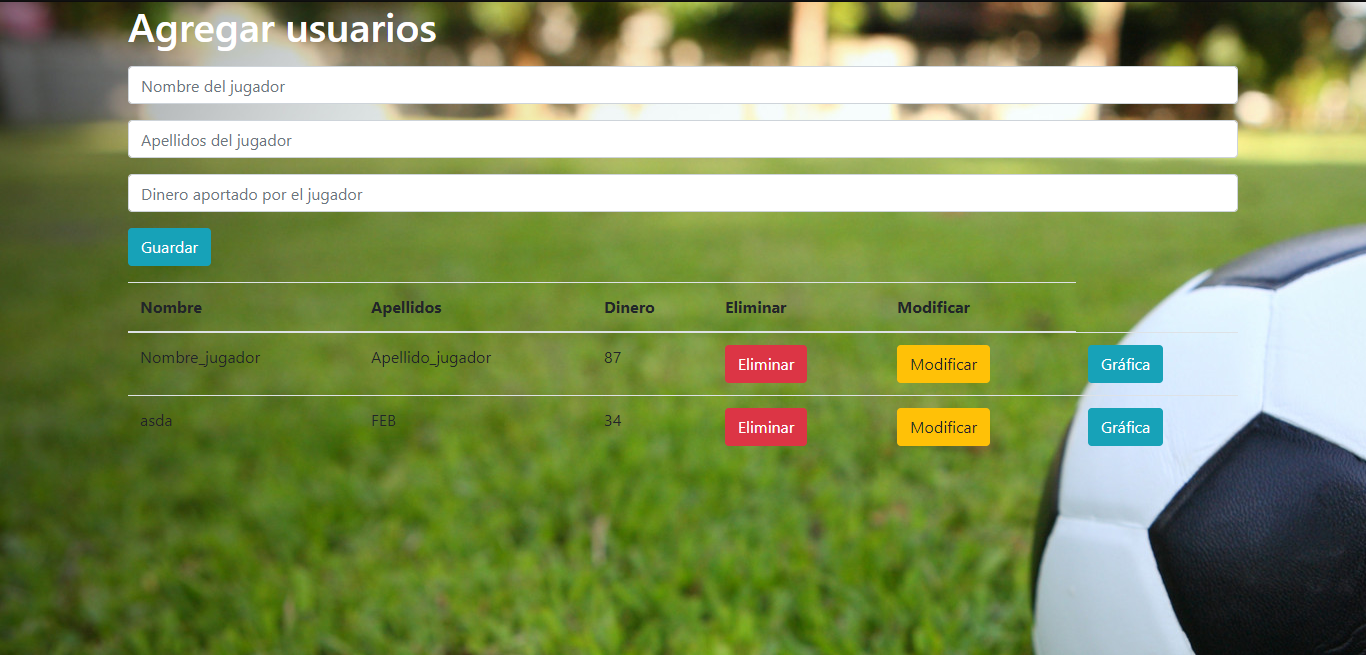 Agregar usuarios
Nombre del jugador
Apellidos del jugador
Dinero aportado por el jugador
Guardar
Nombre Apellidos Dinero Eliminar Modificar
Nombre_jugador Apellido_jugador 87 Eliminar Modificar Gráfica
asda FEB 34 Eliminar Modificar Gráfica